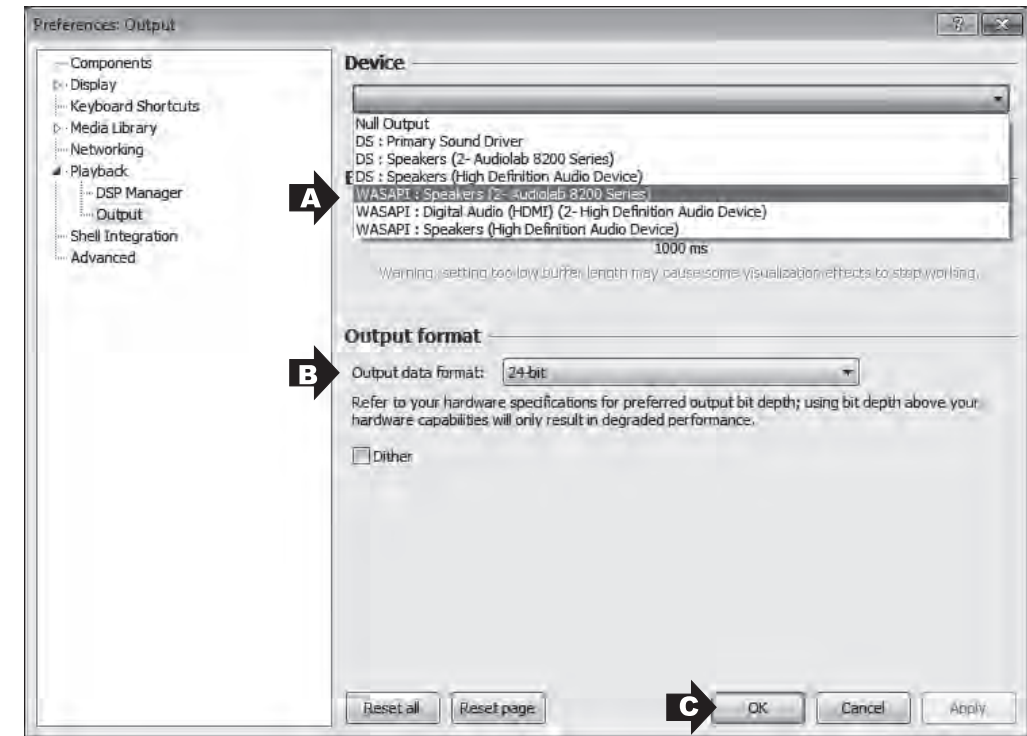 Preferences: Output
Components
Display
Keyboard Shortcuts
Media Library
Networking
Playback
DSP Manager
Output
Shell Integration
Advanced
Device
Null Output
DS : Primary Sound Driver
DS : Speakers (2- Audiolab 8200 Series)
DS : Speakers (High Definition Audio Device)
A
WASAPI : Speakers (2- Audiolab 8200 Series)
WASAPI : Digital Audio (HDMI) (2- High Definition Audio Device)
WASAPI : Speakers (High Definition Audio Device)
1000 ms
Warning: setting too low buffer length may cause some visualization effects to stop working.
Output format
B
Output data format: 24-bit
Refer to your hardware specifications for preferred output bit depth; using bit depth above your
hardware capabilities will only result in degraded performance.
Dither
Reset all Reset page C OK Cancel Apply